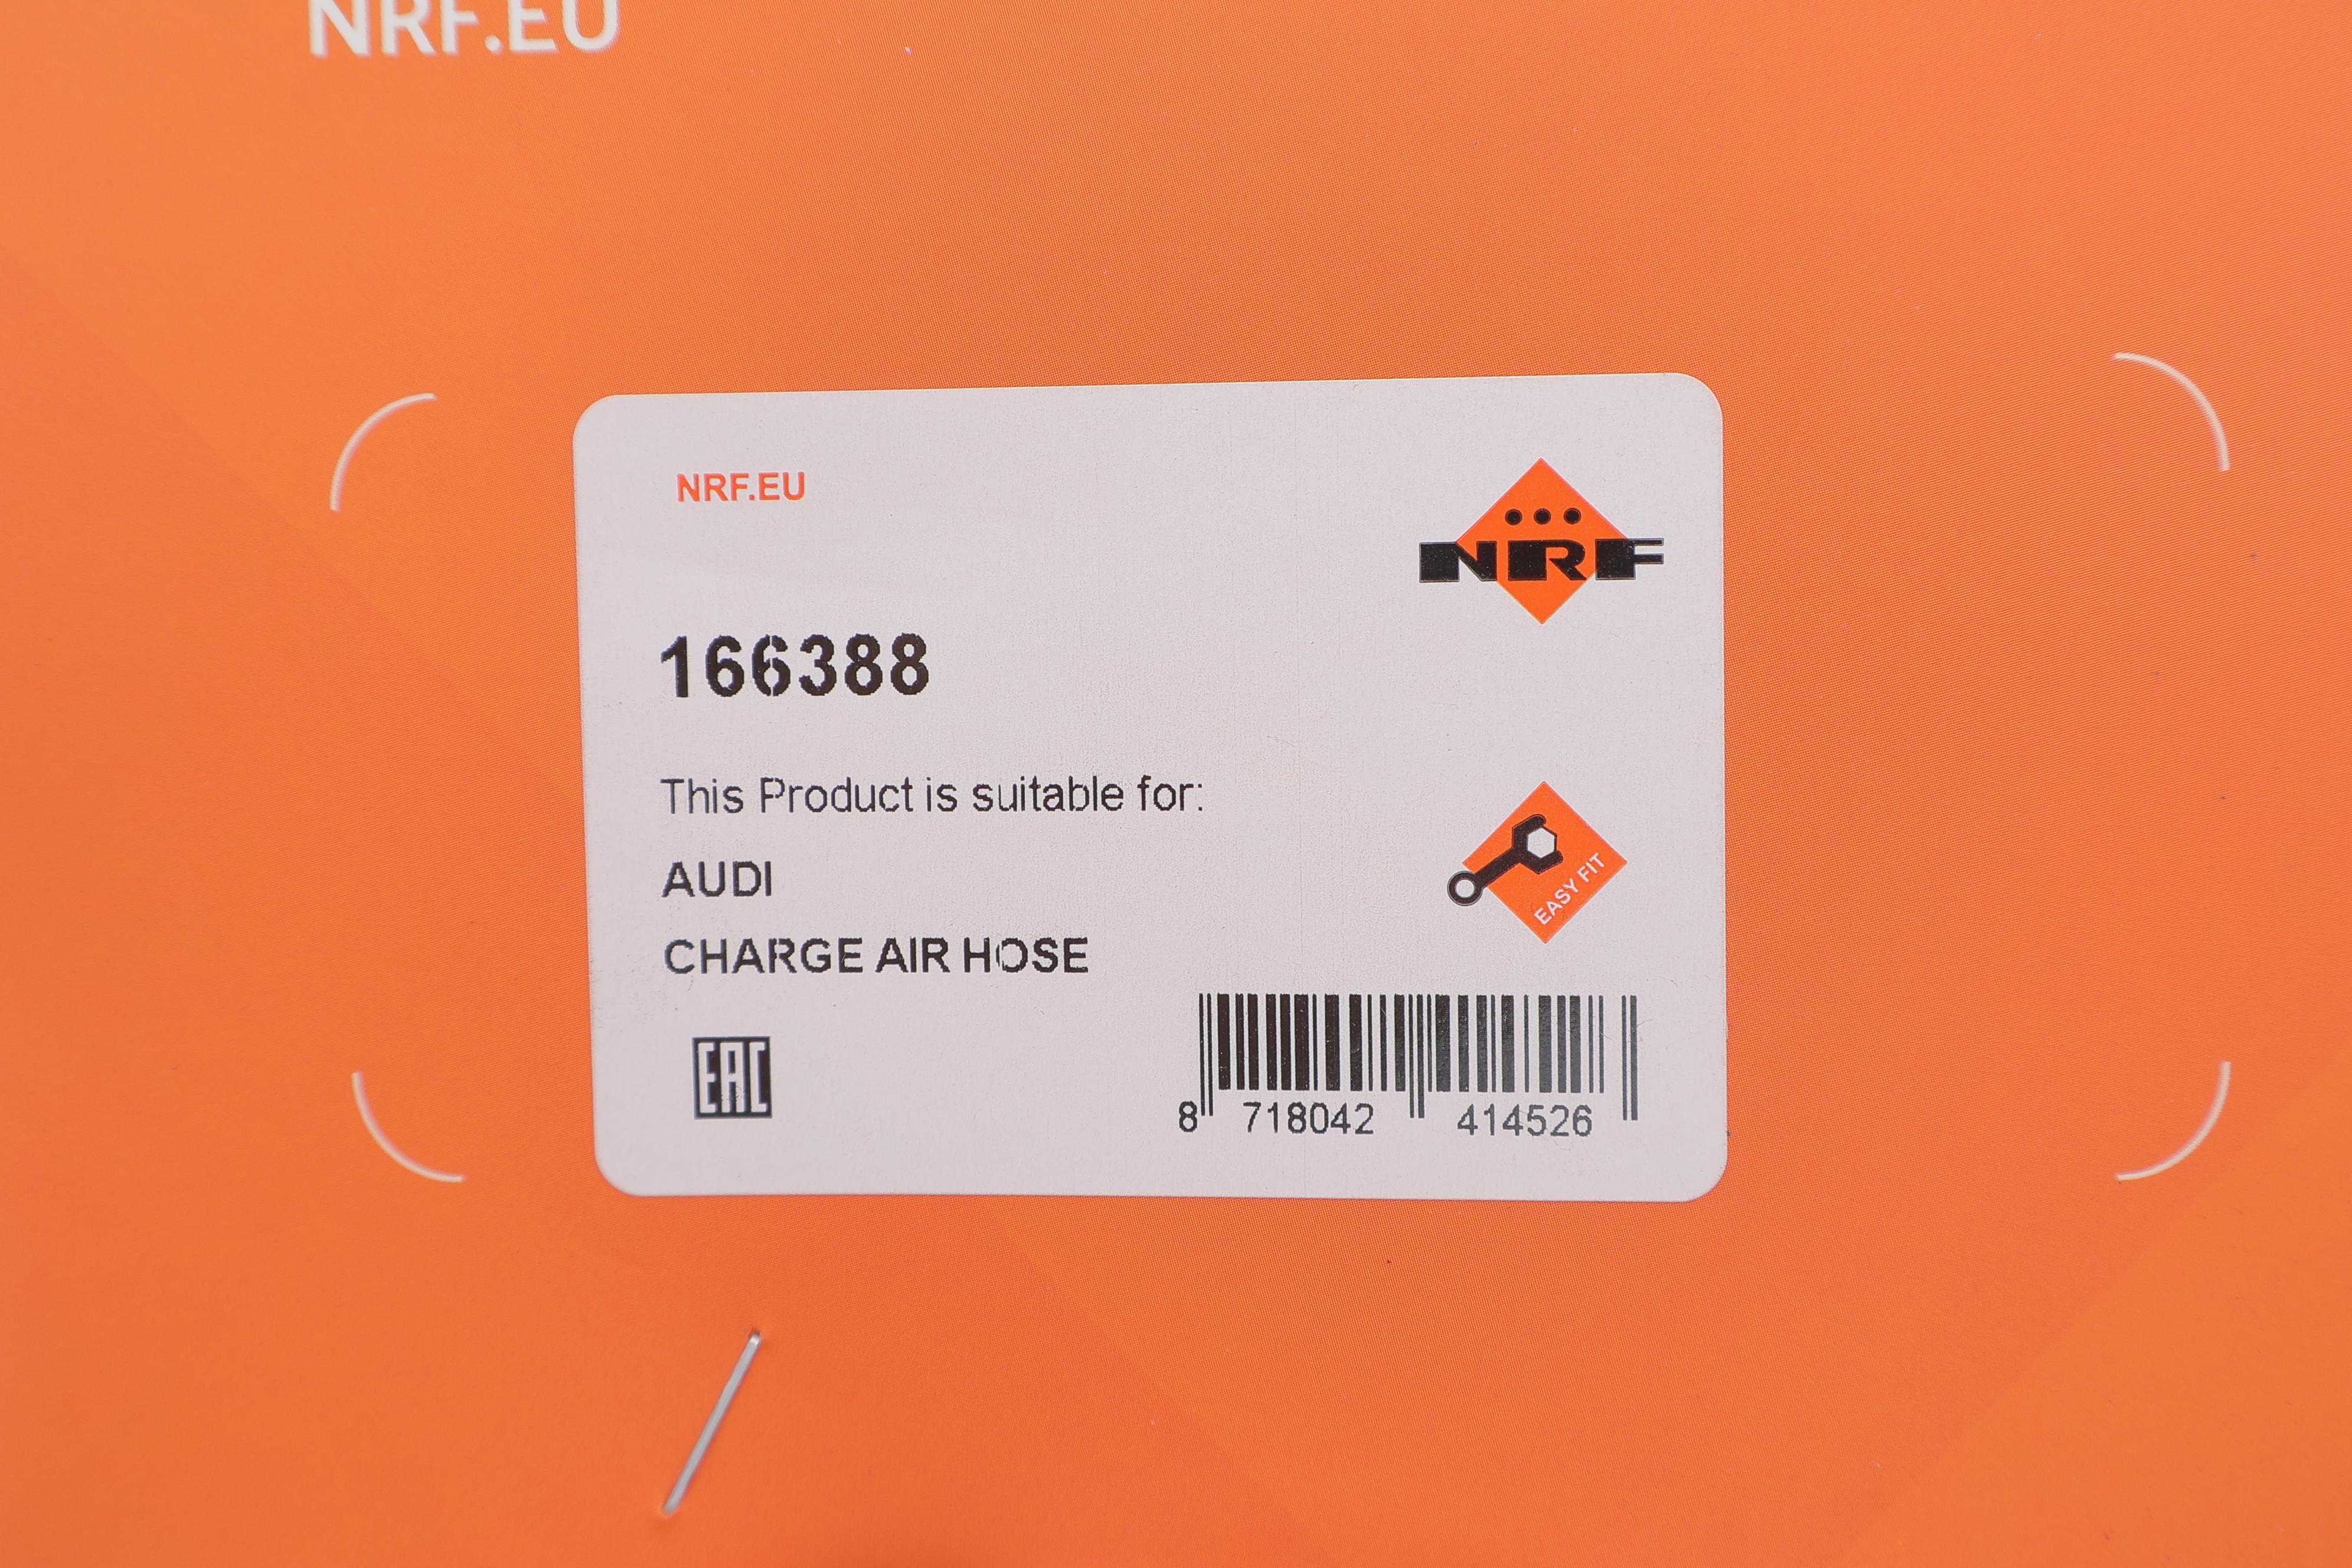 NRF.EU
NRF.EU
NRF
166388
This Product is suitable for:
AUDI
EASY FIT
CHARGE AIR HOSE
EAC
8 718042 414526